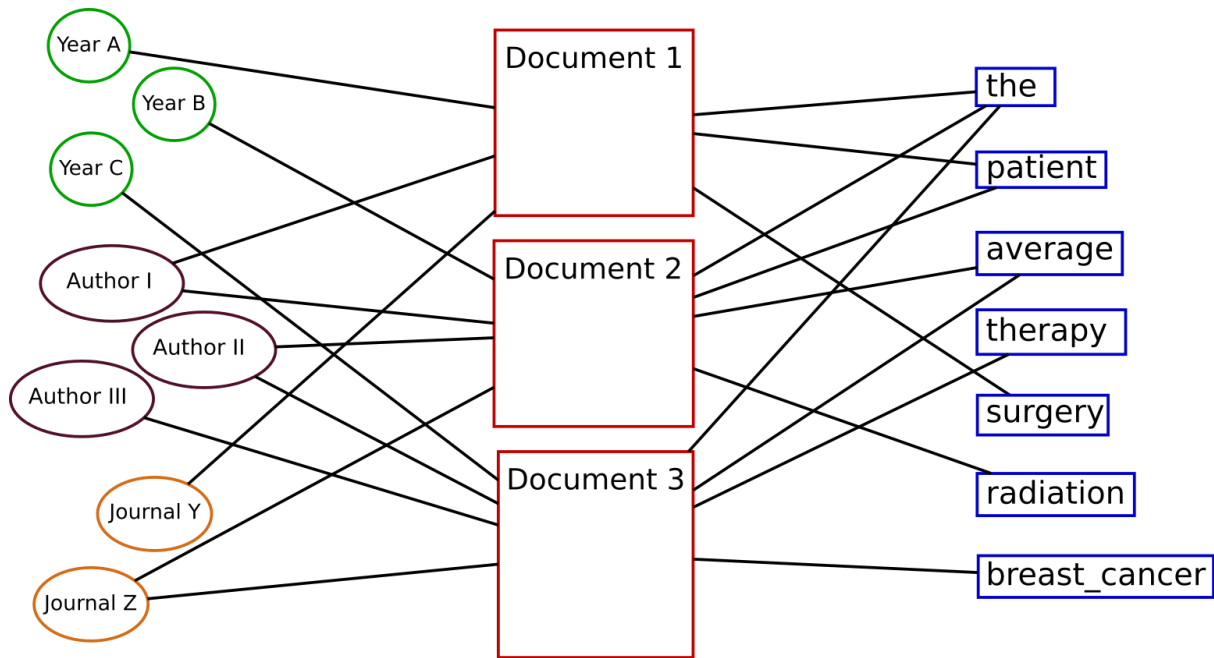 Year A
Year B
Year C
Author I
Author II
Author III
Journal Y
Journal Z
Document 1
Document 2
Document 3
the
patient
average
therapy
surgery
radiation
breast_cancer